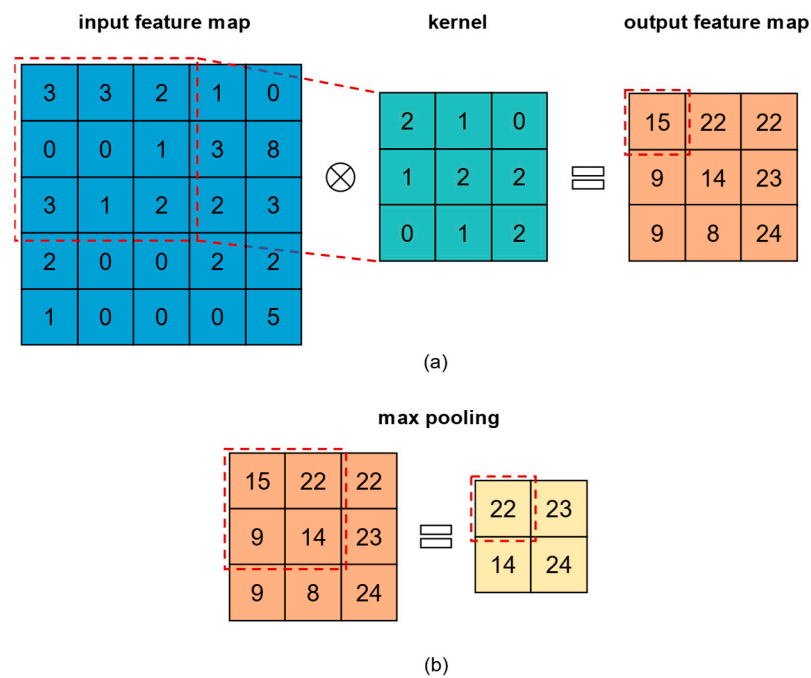 input feature map kernel output feature map
3 3 2 1 0
0 0 1 3 8
3 1 2 2 3
2 0 0 2 2
1 0 0 0 5
2 1 0
1 2 2
0 1 2
15 22 22
9 14 23
9 8 24
(a)
max pooling
15 22 22
9 14 23
9 8 24
22 23
14 24
(b)